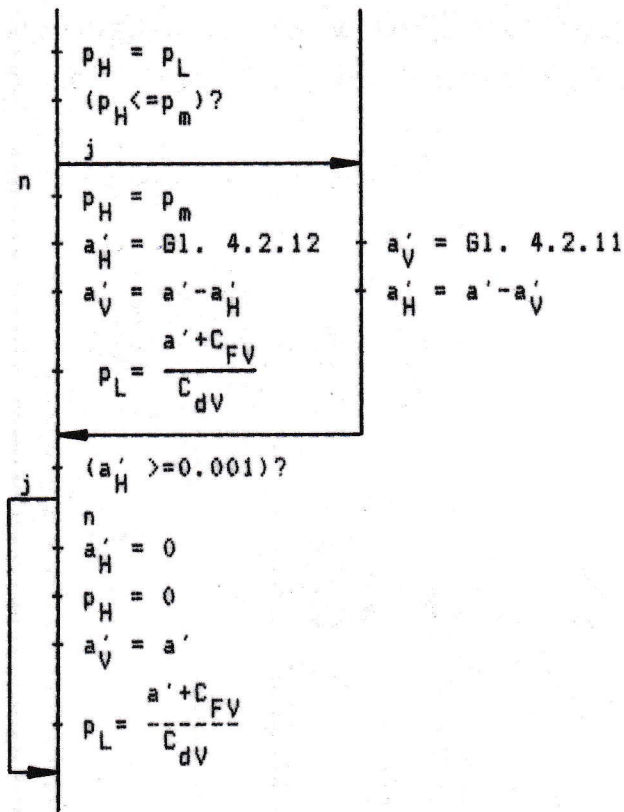 p_H = p_L
(p_H<=p_m)?
j
n
p_H = p_m
a'_H = Gl. 4.2.12
a'_V = Gl. 4.2.11
a'_V = a'-a'_H
a'_H = a'-a'_V
p_L = a'+C_FV / C_dV
(a'_H >=0.001)?
j
n
a'_H = 0
p_H = 0
a'_V = a'
p_L = a'+C_FV / C_dV